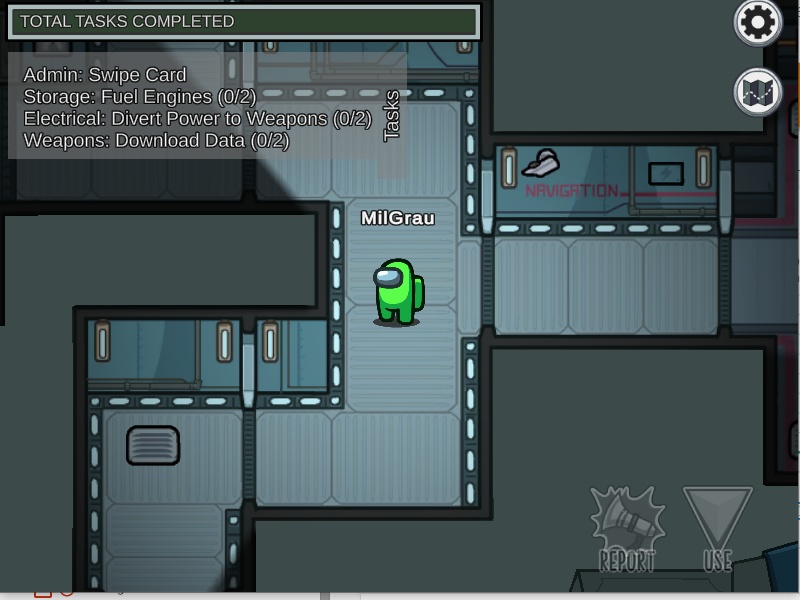 TOTAL TASKS COMPLETED
Admin: Swipe Card
Storage: Fuel Engines (0/2)
Electrical: Divert Power to Weapons (0/2)
Weapons: Download Data (0/2)
Tasks
NAVIGATION
MilGrau
REPORT
USE